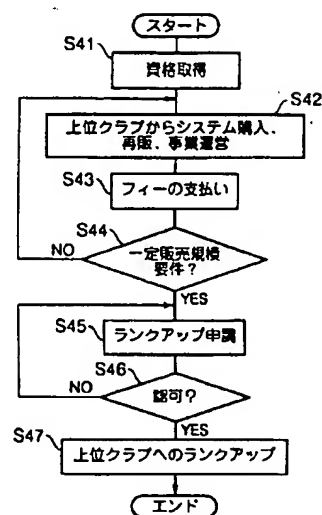 スタート
S41
資格取得
S42
上位クラブからシステム購入、
再販、事業運営
S43
フィーの支払い
S44
一定販売規模
要件?
NO
YES
S45
ランクアップ申請
S46
認可?
NO
YES
S47
上位クラブへのランクアップ
エンド